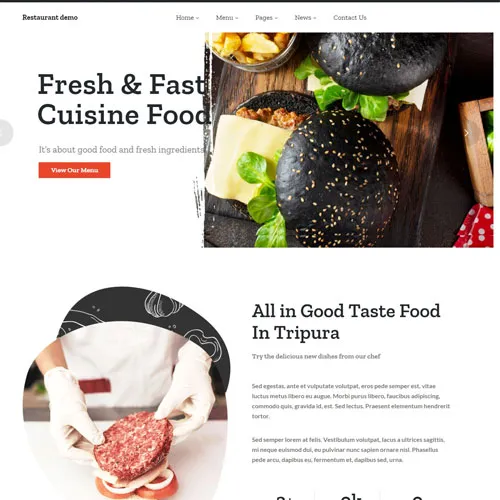 Restaurant demo
Home Menu Pages News Contact Us
Fresh & Fast
Cuisine Food
It's about good food and fresh ingredients
View Our Menu
All in Good Taste Food
In Tripura
Try the delicious new dishes from our chef
Sed egestas, ante et vulputate volutpat, eros pede semper est, vitae
luctus metus libero eu augue. Morbi purus libero, faucibus adipiscing,
commodo quis, gravida id, est. Sed lectus. Praesent elementum hendrerit
tortor.
Sed semper lorem at felis. Vestibulum volutpat, lacus a ultrices sagittis,
mi neque euismod dui, eu pulvinar nunc sapien ornare nisl. Phasellus
pede arcu, dapibus eu, fermentum et, dapibus sed, urna.